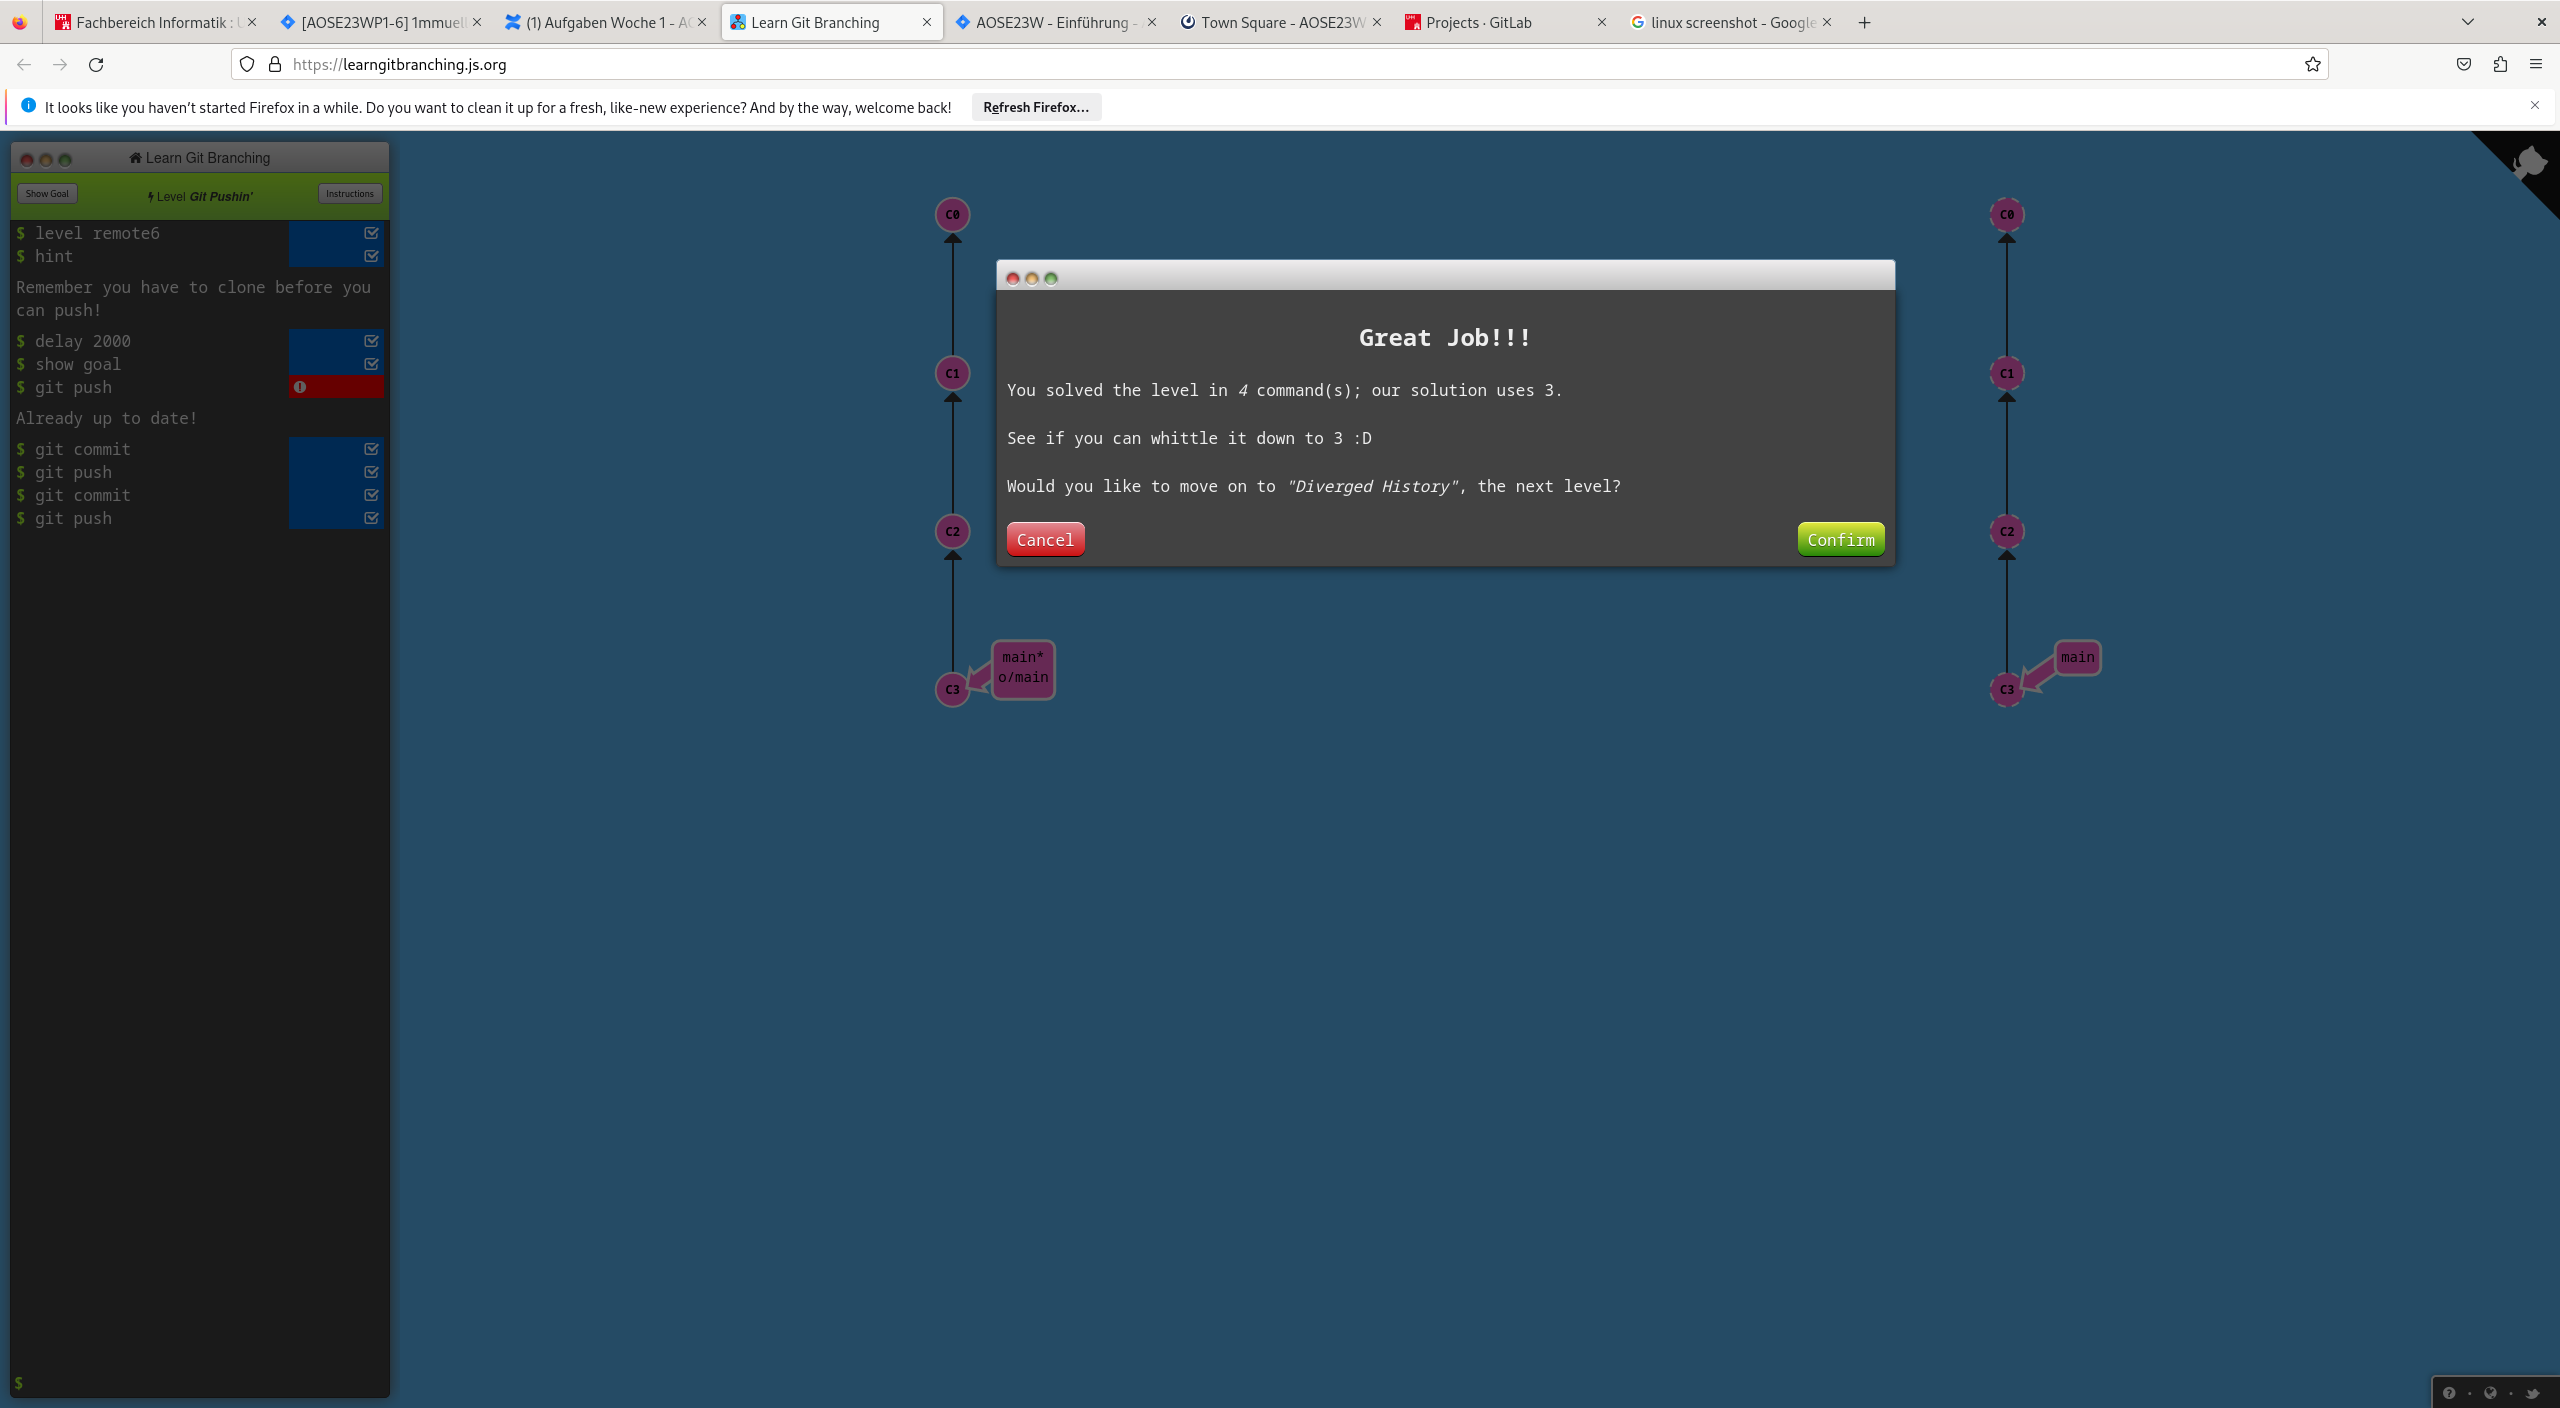 Fachbereich Informatik :
[AOSE23WP1-6] 1mmuel
(1) Aufgaben Woche 1 - AO
Learn Git Branching
AOSE23W - Einführung -
Town Square - AOSE23W
Projects · GitLab
linux screenshot - Google
https://learngitbranching.js.org
It looks like you haven’t started Firefox in a while. Do you want to clean it up for a fresh, like-new experience? And by the way, welcome back!
Refresh Firefox…
Learn Git Branching
Show Goal
Level Git Pushin'
Instructions
$ level remote6
$ hint
Remember you have to clone before you
can push!
$ delay 2000
$ show goal
$ git push
Already up to date!
$ git commit
$ git push
$ git commit
$ git push
$
C0
C1
C2
C3
main*
o/main
Great Job!!!
You solved the level in 4 command(s); our solution uses 3.
See if you can whittle it down to 3 :D
Would you like to move on to "Diverged History", the next level?
Cancel
Confirm
C0
C1
C2
C3
main